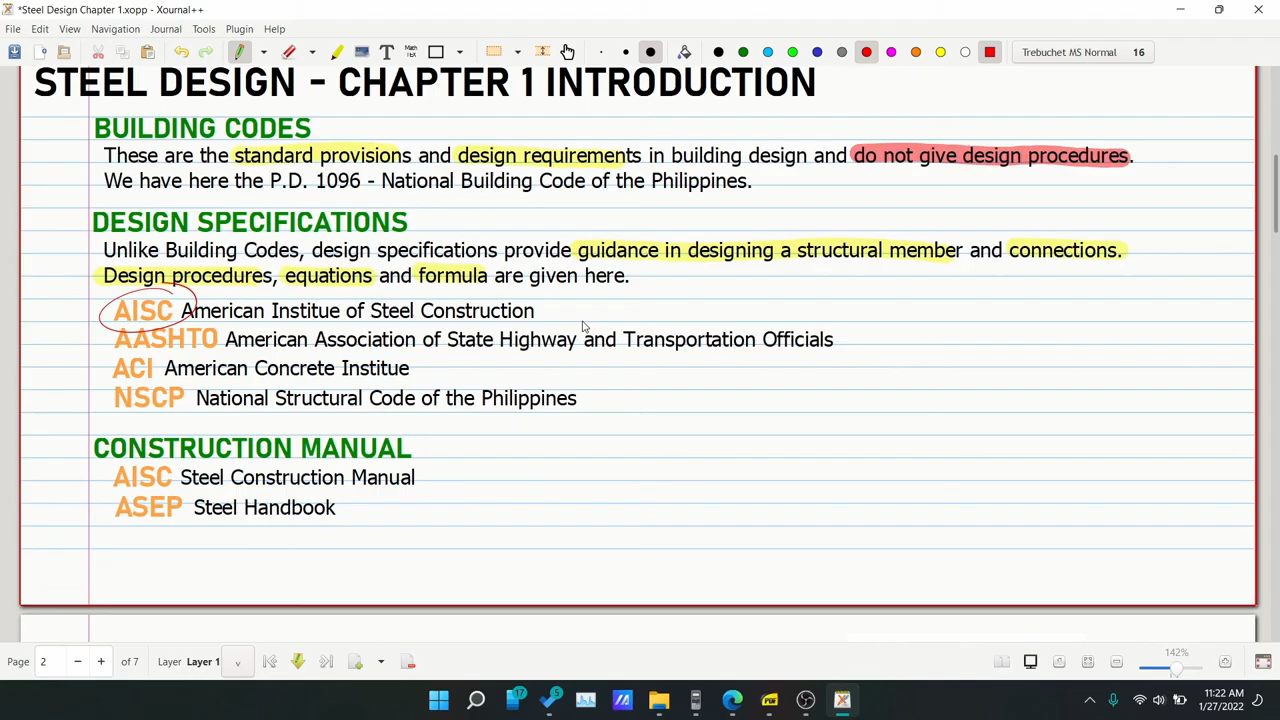 *Steel Design Chapter 1.xopp - Xournal++
File Edit View Navigation Journal Tools Plugin Help
Trebuchet MS Normal 16
STEEL DESIGN - CHAPTER 1 INTRODUCTION
BUILDING CODES
These are the standard provisions and design requirements in building design and do not give design procedures.
We have here the P.D. 1096 - National Building Code of the Philippines.
DESIGN SPECIFICATIONS
Unlike Building Codes, design specifications provide guidance in designing a structural member and connections.
Design procedures, equations and formula are given here.
AISC American Institue of Steel Construction
AASHTO American Association of State Highway and Transportation Officials
ACI American Concrete Institue
NSCP National Structural Code of the Philippines
CONSTRUCTION MANUAL
AISC Steel Construction Manual
ASEP Steel Handbook
Page 2 of 7 Layer Layer 1 142%
17 5 PDF 11:22 AM
1/27/2022